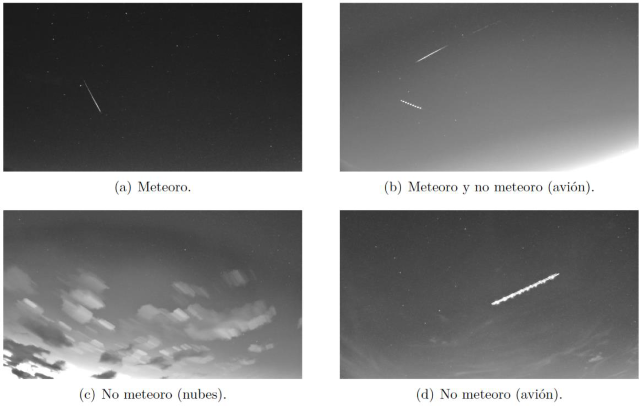 (a) Meteoro.
(b) Meteoro y no meteoro (avión).
(c) No meteoro (nubes).
(d) No meteoro (avión).